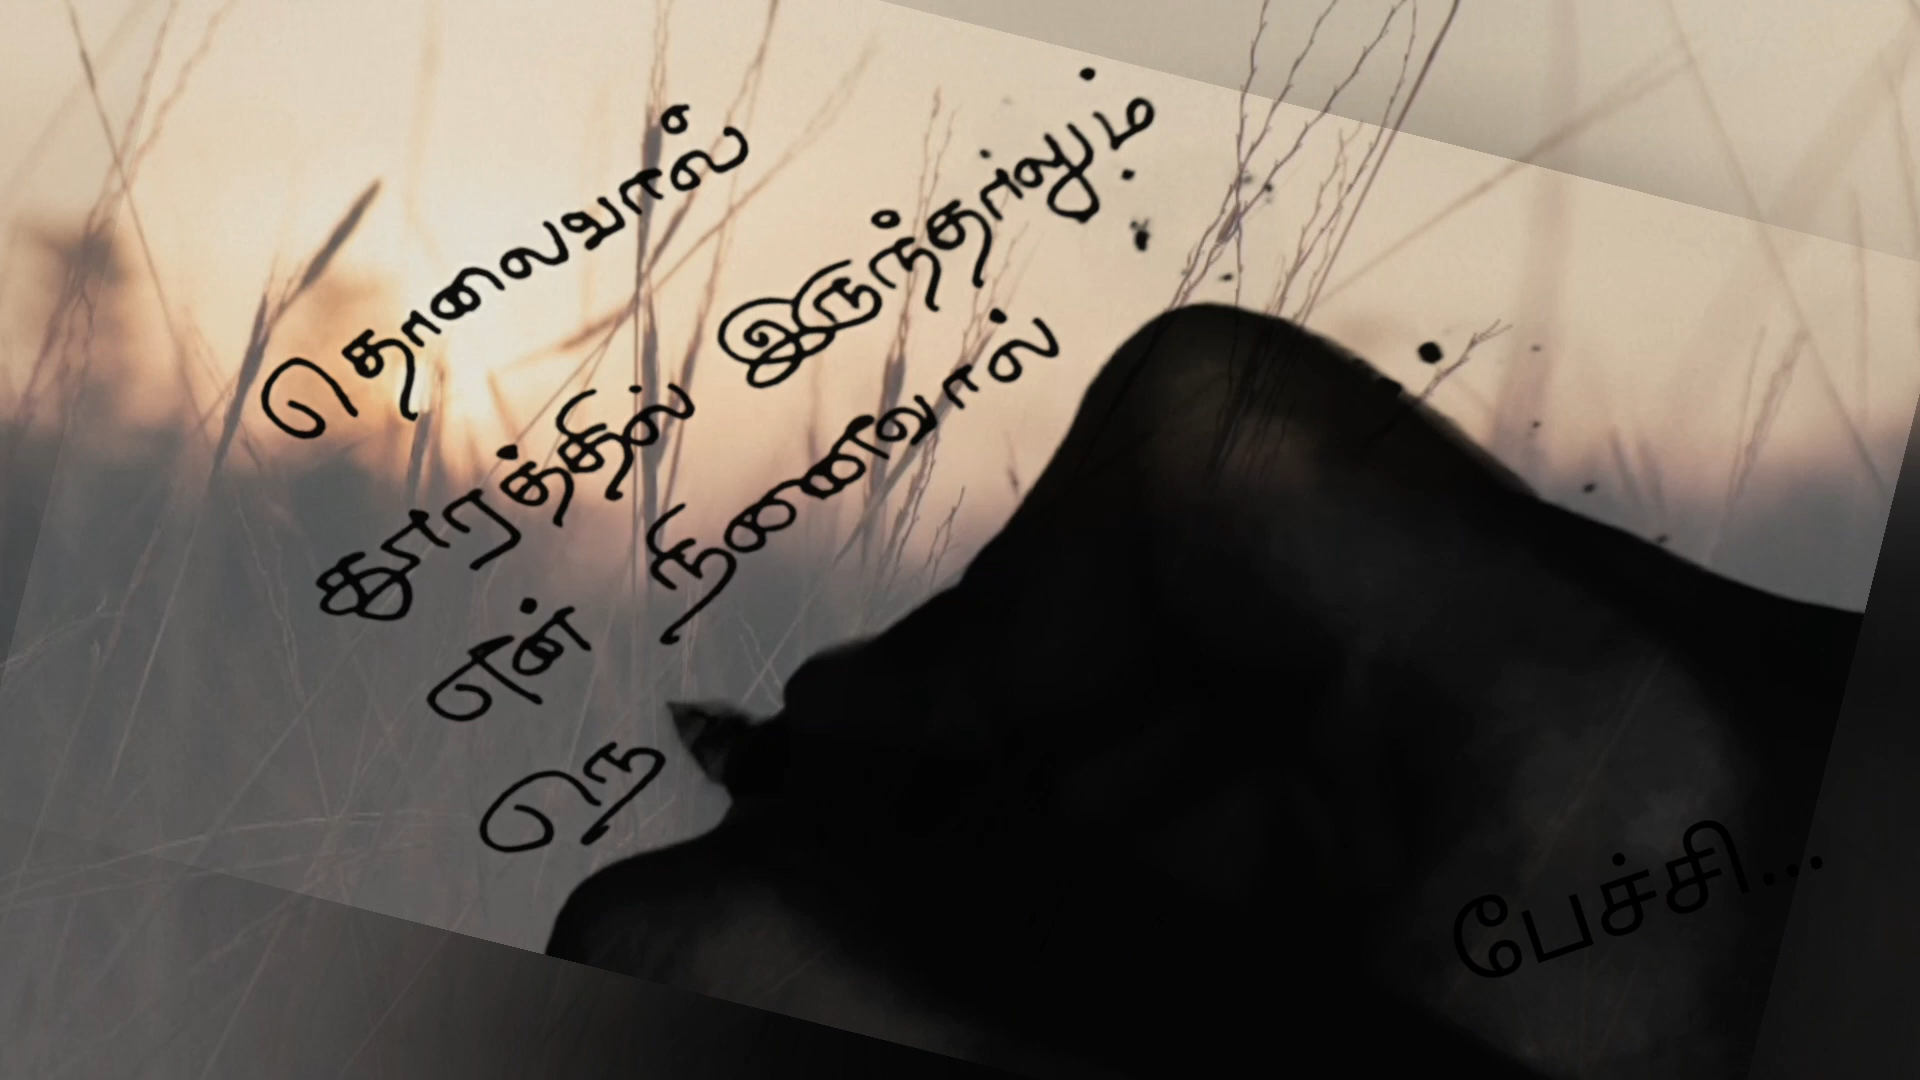 தொலைவால்
தூரத்தில் இருந்தாலும்
என் நினைவால்
நெ
பேச்சி...